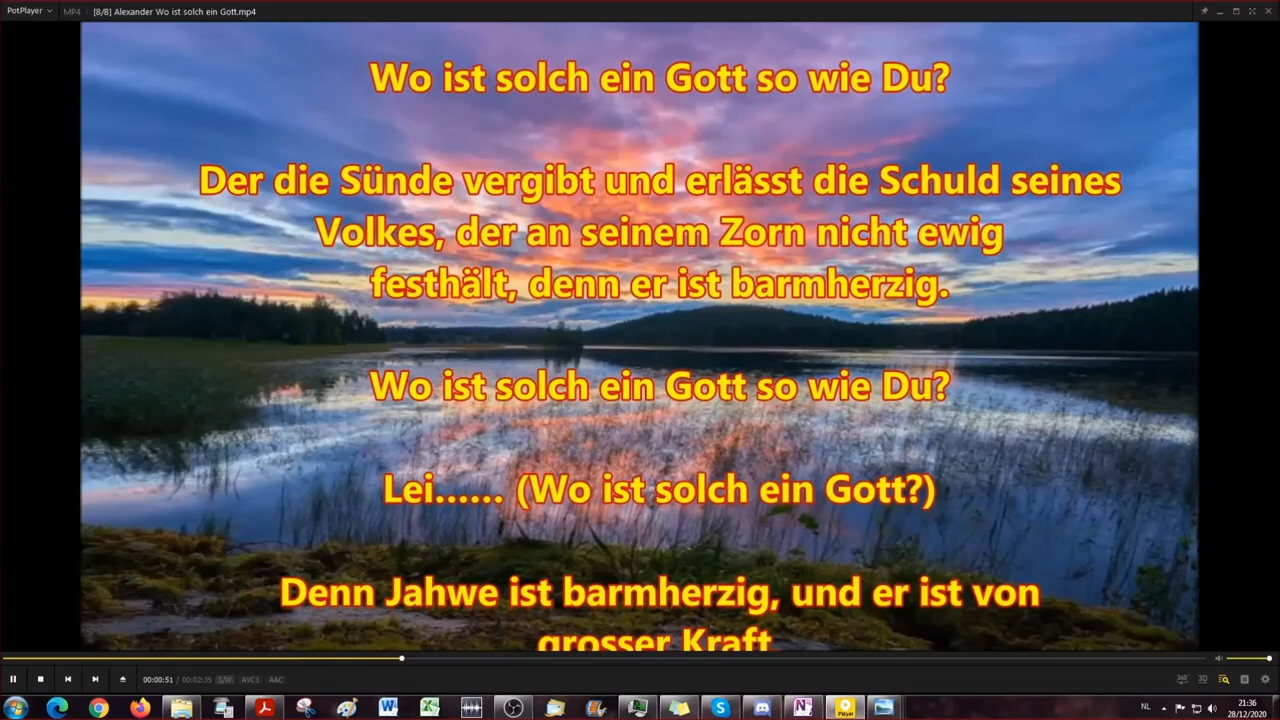 PotPlayer
MP4
[8/8] Alexander Wo ist solch ein Gott.mp4
Wo ist solch ein Gott so wie Du?
Der die Sünde vergibt und erlässt die Schuld seines
Volkes, der an seinem Zorn nicht ewig
festhält, denn er ist barmherzig.
Wo ist solch ein Gott so wie Du?
Lei...... (Wo ist solch ein Gott?)
Denn Jahwe ist barmherzig, und er ist von
grosser Kraft
00:00:51 / 00:02:35 S/W AVC1 AAC
360° 3D
NL
21:36
28/12/2020